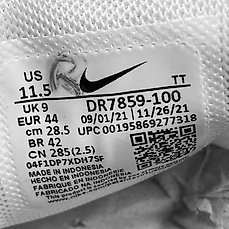 US
11.5
TT
UK 9
DR7859-100
EUR 44
09/01/21 11/26/21
cm 28.5
UPC 00195869277318
BR 42
CN 285(2.5)
04F1DP7XDH7SF
MADE IN INDONESIA
HECHO EN INDONESIA
FABRIQUE EN INDONESIE